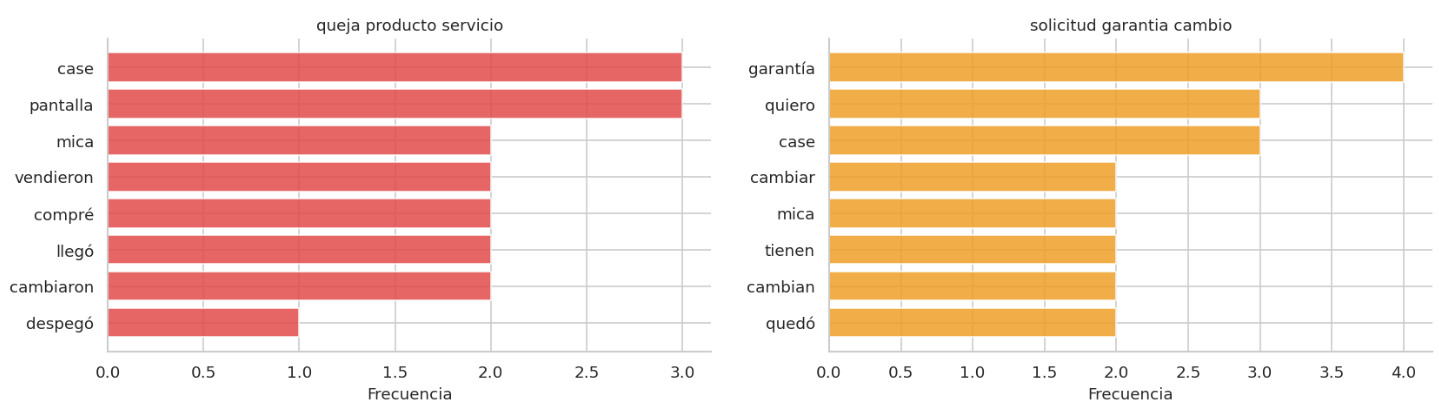 queja producto servicio
case
pantalla
mica
vendieron
compré
llegó
cambiaron
despegó
0.0 0.5 1.0 1.5 2.0 2.5 3.0
Frecuencia
solicitud garantia cambio
garantía
quiero
case
cambiar
mica
tienen
cambian
quedó
0.0 0.5 1.0 1.5 2.0 2.5 3.0 3.5 4.0
Frecuencia